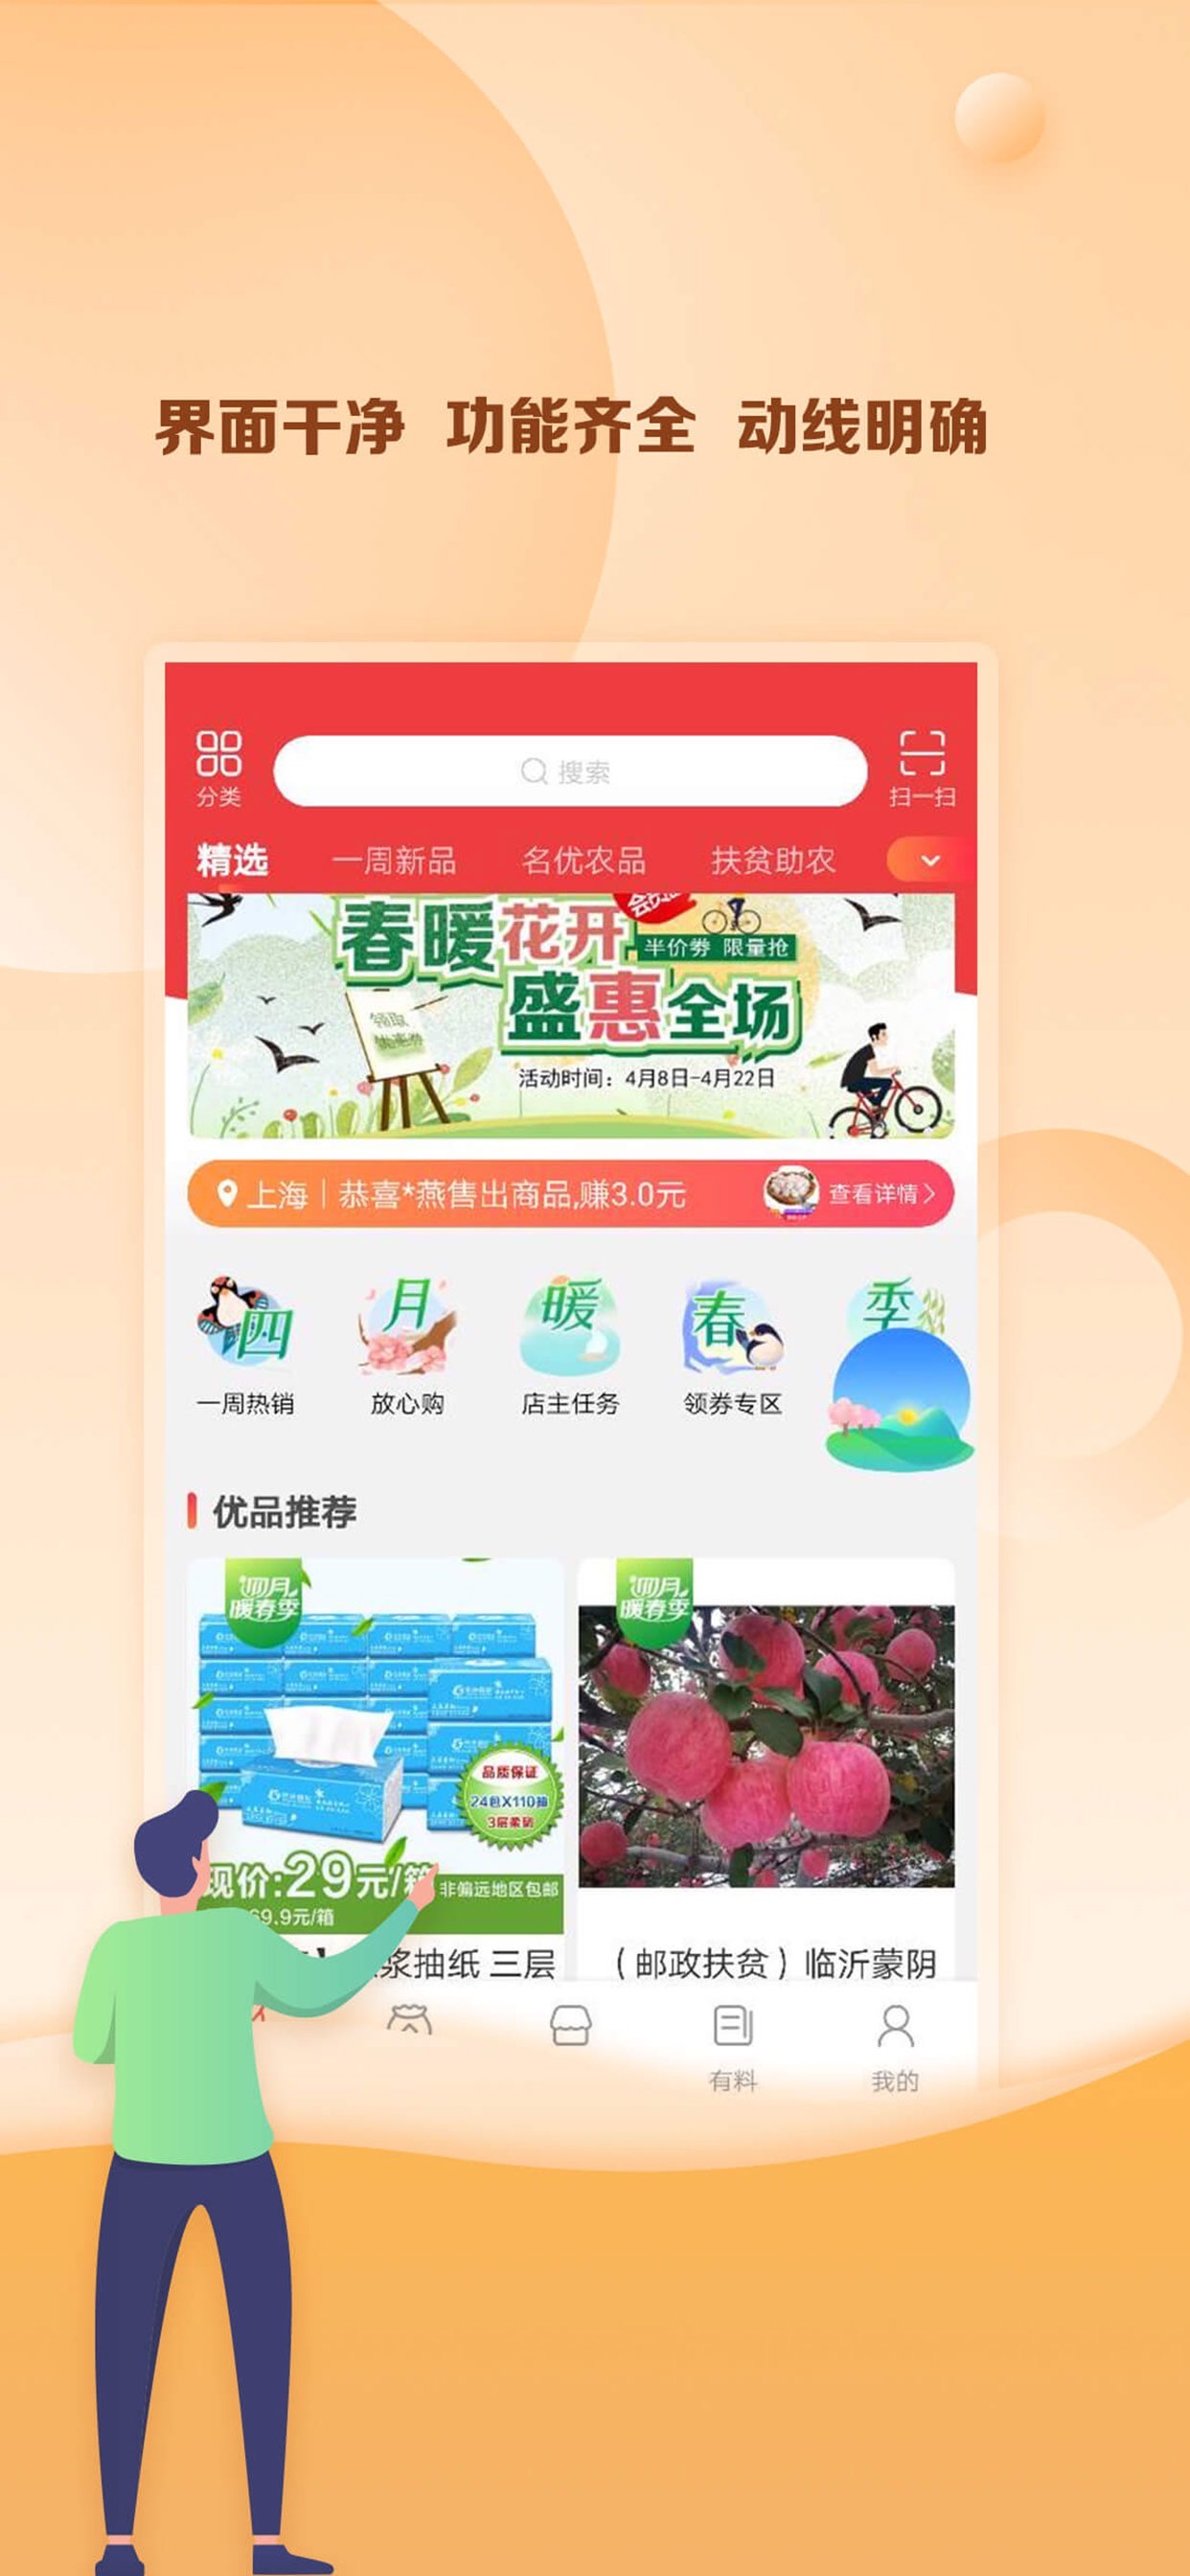 界面干净 功能齐全 动线明确
分类
搜索
扫一扫
精选 一周新品 名优农品 扶贫助农
春暖花开
半价劵 限量抢
盛惠全场
领取
活动时间：4月8日-4月22日
上海｜恭喜*燕售出商品,赚3.0元
查看详情
四 月 暖 春 季
一周热销 放心购 店主任务 领券专区
优品推荐
四月
暖春季
品质保证
24包X110抽
3层柔韧
现价:29元/箱
非偏远地区包邮
69.9元/箱
浆抽纸 三层
四月
暖春季
（邮政扶贫）临沂蒙阴
有料
我的